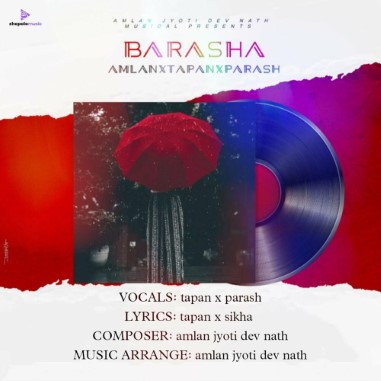 chopalomusic
AMLAN JYOTI DEV NATH
MUSICAL PRESENTS
BARASHA
AMLANXTAPANXPARASH
VOCALS: tapan x parash
LYRICS: tapan x sikha
COMPOSER: amlan jyoti dev nath
MUSIC ARRANGE: amlan jyoti dev nath